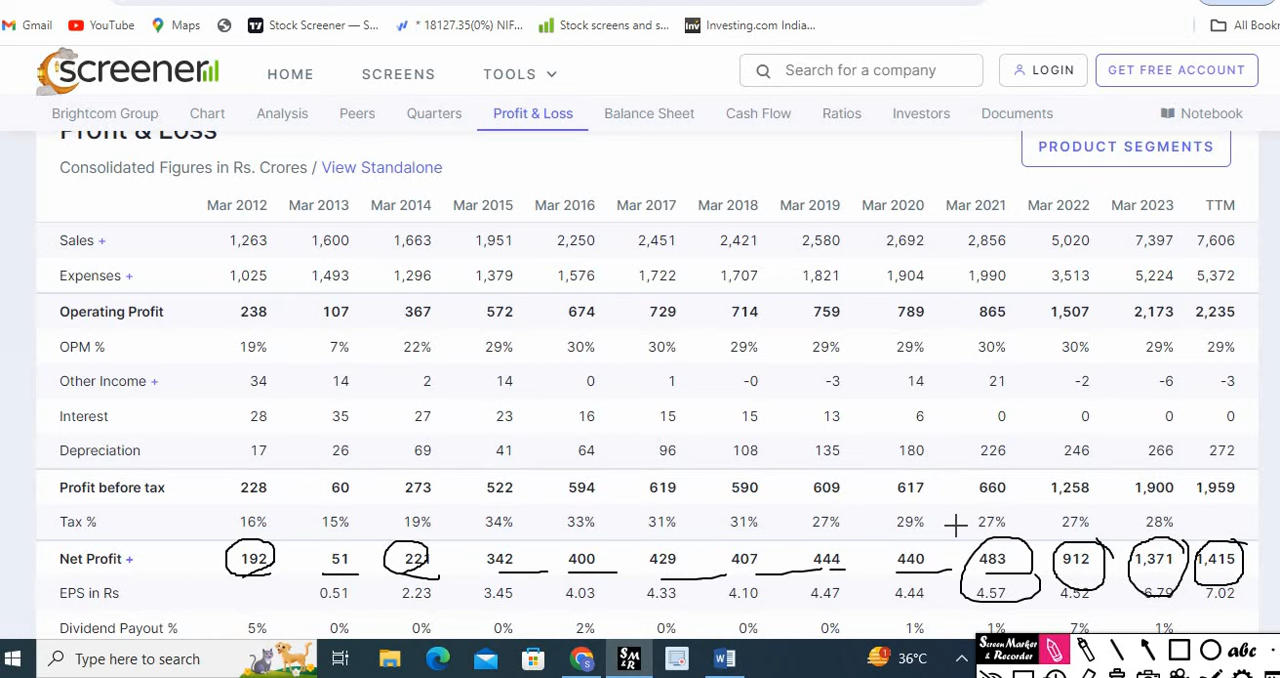 Gmail YouTube Maps Stock Screener — S... * 18127.35(0%) NIF... Stock screens and s... Investing.com India... All Bookr
screener HOME SCREENS TOOLS Search for a company LOGIN GET FREE ACCOUNT
Brightcom Group Chart Analysis Peers Quarters Profit & Loss Balance Sheet Cash Flow Ratios Investors Documents Notebook
Profit & Loss
Consolidated Figures in Rs. Crores / View Standalone PRODUCT SEGMENTS
Mar 2012 Mar 2013 Mar 2014 Mar 2015 Mar 2016 Mar 2017 Mar 2018 Mar 2019 Mar 2020 Mar 2021 Mar 2022 Mar 2023 TTM
Sales + 1,263 1,600 1,663 1,951 2,250 2,451 2,421 2,580 2,692 2,856 5,020 7,397 7,606
Expenses + 1,025 1,493 1,296 1,379 1,576 1,722 1,707 1,821 1,904 1,990 3,513 5,224 5,372
Operating Profit 238 107 367 572 674 729 714 759 789 865 1,507 2,173 2,235
OPM % 19% 7% 22% 29% 30% 30% 29% 29% 29% 30% 30% 29% 29%
Other Income + 34 14 2 14 0 1 -0 -3 14 21 -2 -6 -3
Interest 28 35 27 23 16 15 15 13 6 0 0 0 0
Depreciation 17 26 69 41 64 96 108 135 180 226 246 266 272
Profit before tax 228 60 273 522 594 619 590 609 617 660 1,258 1,900 1,959
Tax % 16% 15% 19% 34% 33% 31% 31% 27% 29% 27% 27% 28%
Net Profit + 192 51 221 342 400 429 407 444 440 483 912 1,371 1,415
EPS in Rs 0.51 2.23 3.45 4.03 4.33 4.10 4.47 4.44 4.57 4.52 6.79 7.02
Dividend Payout % 5% 0% 0% 0% 2% 0% 0% 0% 1% 1% 7% 1%
Type here to search 36°C Screen Marker & Recorder abc